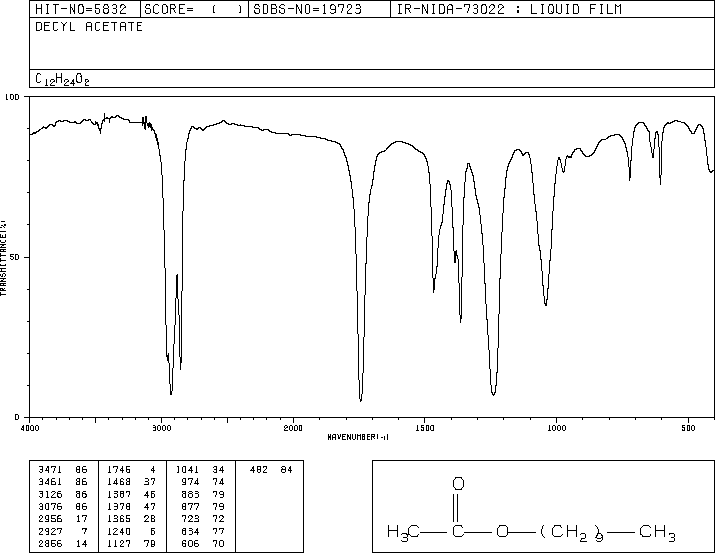 HIT-NO=5832 SCORE= ( ) SDBS-NO=19723 IR-NIDA-73022 : LIQUID FILM
DECYL ACETATE
C12H24O2
100
50
0
TRANSMITTANCE(%)
4000 3000 2000 1500 1000 500
WAVENUMBER(-1)
3471 86 1746 4 1041 34 482 84
3461 86 1468 37 974 74
3126 86 1387 46 883 79
3076 86 1378 47 877 79
2956 17 1365 28 723 72
2927 7 1240 6 634 77
2856 14 1127 79 606 70
O
H3C C O (CH2)9 CH3